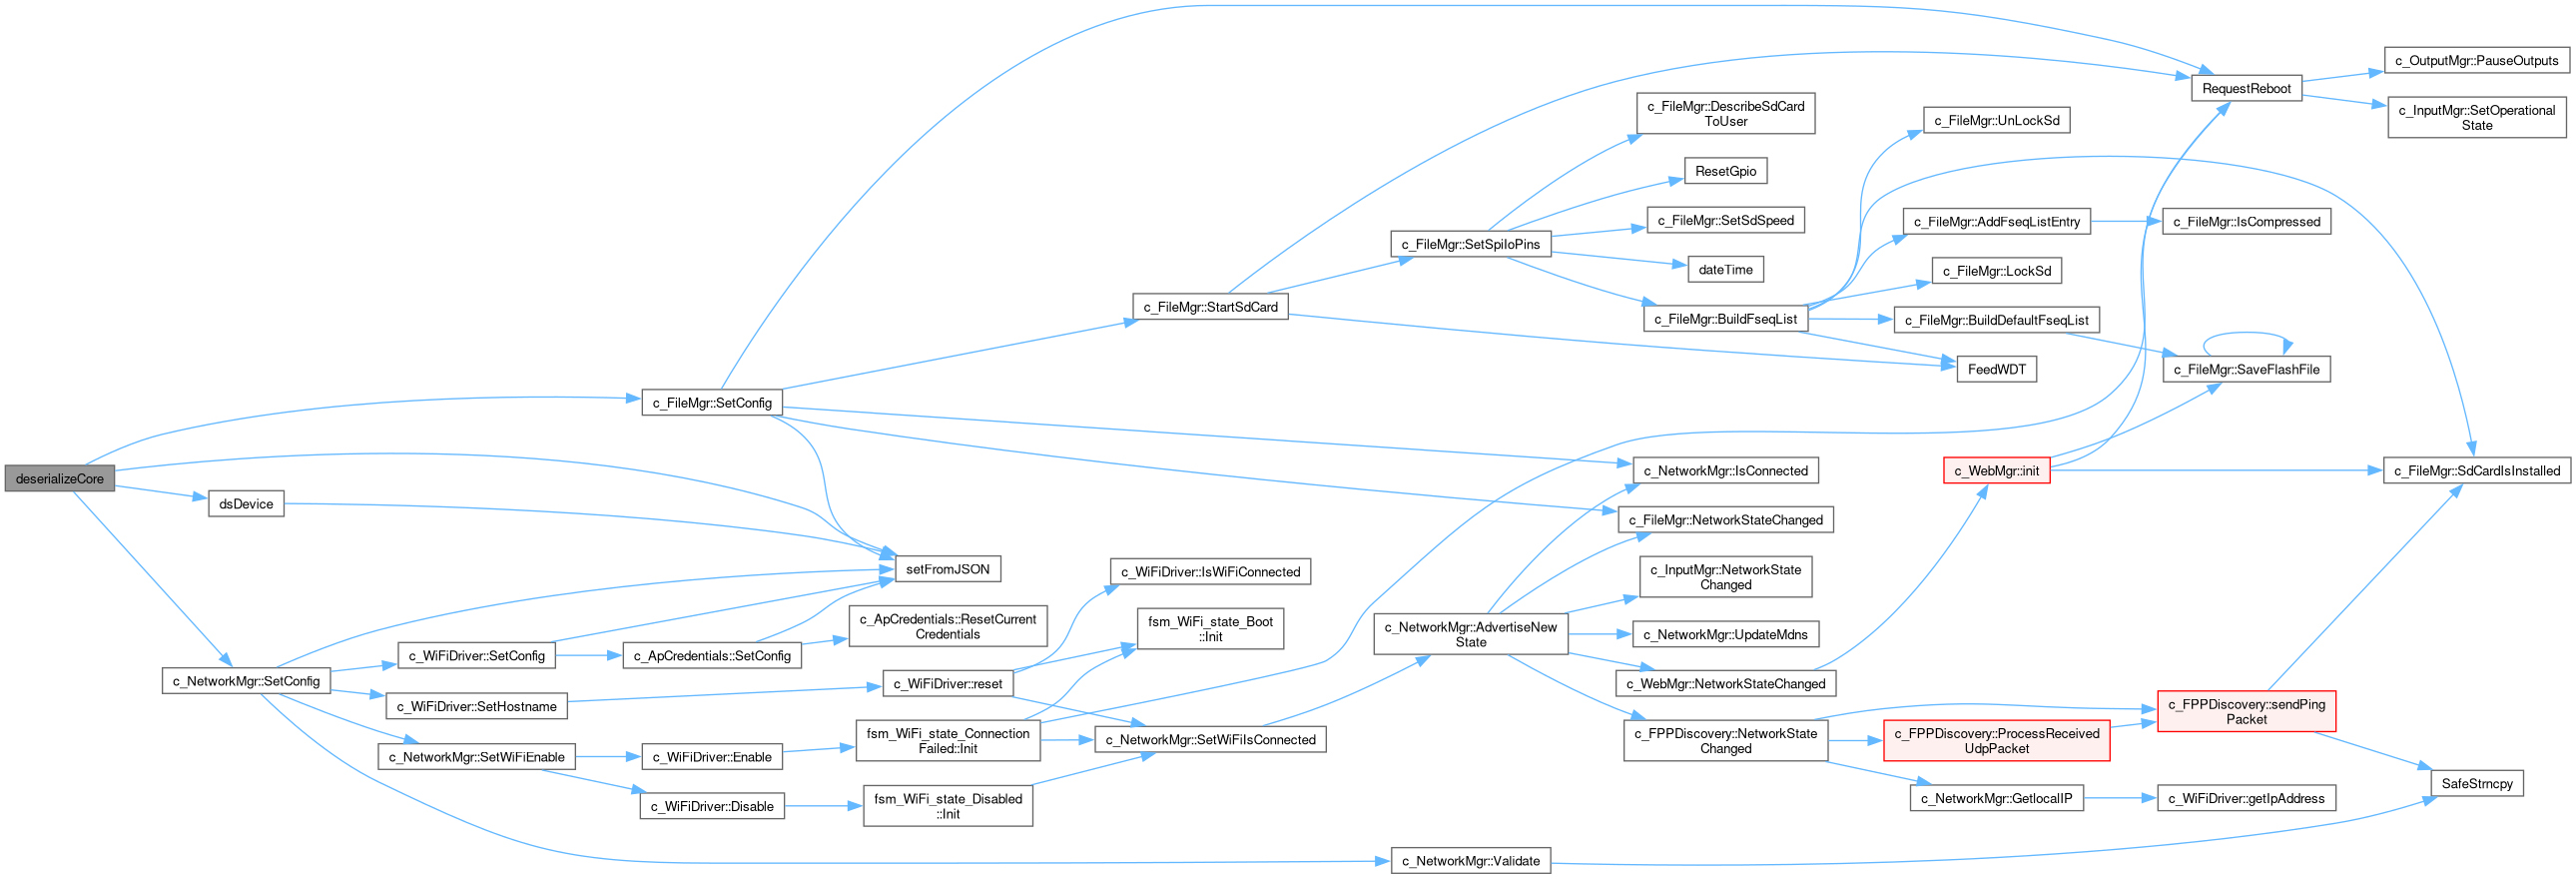 deserializeCore
c_FileMgr::SetConfig
dsDevice
c_NetworkMgr::SetConfig
c_WiFiDriver::SetConfig
c_WiFiDriver::SetHostname
c_NetworkMgr::SetWiFiEnable
c_ApCredentials::SetConfig
c_WiFiDriver::Enable
c_WiFiDriver::Disable
setFromJSON
c_ApCredentials::ResetCurrent
Credentials
c_WiFiDriver::reset
fsm_WiFi_state_Connection
Failed::Init
fsm_WiFi_state_Disabled
::Init
c_FileMgr::StartSdCard
c_WiFiDriver::IsWiFiConnected
fsm_WiFi_state_Boot
::Init
c_NetworkMgr::SetWiFiIsConnected
c_FileMgr::SetSpiIoPins
c_NetworkMgr::AdvertiseNew
State
c_NetworkMgr::Validate
c_FileMgr::DescribeSdCard
ToUser
ResetGpio
c_FileMgr::SetSdSpeed
dateTime
c_FileMgr::BuildFseqList
c_NetworkMgr::IsConnected
c_FileMgr::NetworkStateChanged
c_InputMgr::NetworkState
Changed
c_NetworkMgr::UpdateMdns
c_WebMgr::NetworkStateChanged
c_FPPDiscovery::NetworkState
Changed
c_FileMgr::UnLockSd
c_FileMgr::AddFseqListEntry
c_FileMgr::LockSd
c_FileMgr::BuildDefaultFseqList
FeedWDT
c_WebMgr::init
c_FPPDiscovery::ProcessReceived
UdpPacket
c_NetworkMgr::GetlocalIP
RequestReboot
c_FileMgr::IsCompressed
c_FileMgr::SaveFlashFile
c_FPPDiscovery::sendPing
Packet
c_WiFiDriver::getIpAddress
c_OutputMgr::PauseOutputs
c_InputMgr::SetOperational
State
c_FileMgr::SdCardIsInstalled
SafeStrncpy